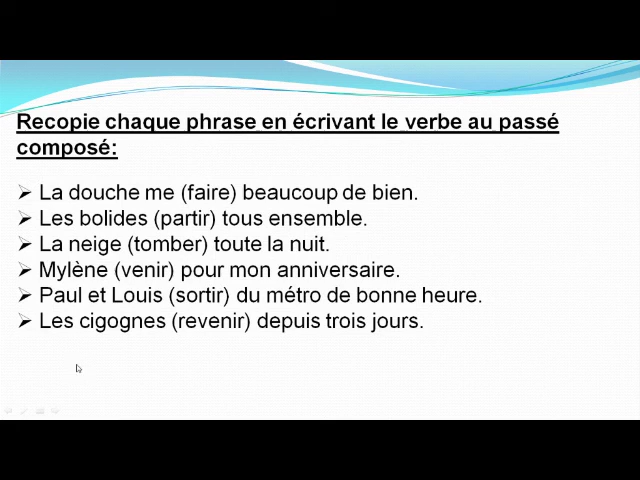 Recopie chaque phrase en écrivant le verbe au passé
composé:
➢ La douche me (faire) beaucoup de bien.
➢ Les bolides (partir) tous ensemble.
➢ La neige (tomber) toute la nuit.
➢ Mylène (venir) pour mon anniversaire.
➢ Paul et Louis (sortir) du métro de bonne heure.
➢ Les cigognes (revenir) depuis trois jours.